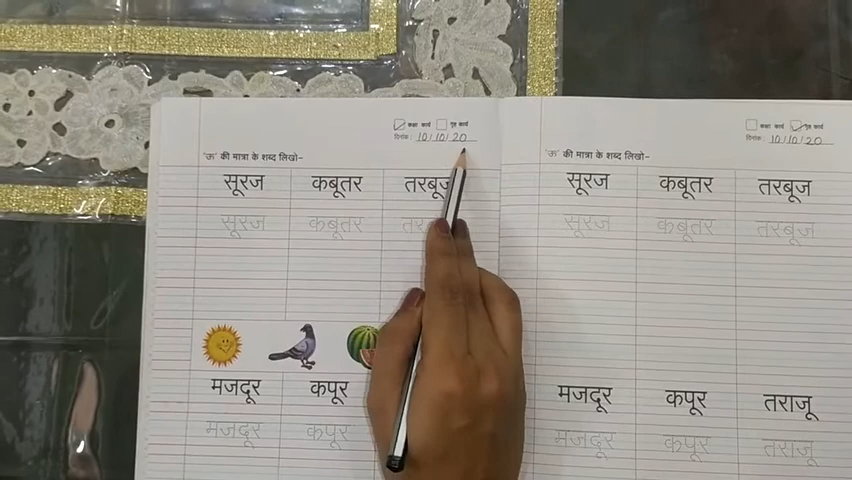 कक्षा कार्य गृह कार्य
दिनांक: 10/10/20
'ऊ' की मात्रा के शब्द लिखो-
सूरज कबूतर
सूरज कबूतर
मजदूर कपूर
मजदूर कपूर
कक्षा कार्य गृह कार्य
दिनांक: 10/10/20
'ऊ' की मात्रा के शब्द लिखो-
सूरज कबूतर तरबूज
सूरज कबूतर तरबूज
मजदूर कपूर तराजू
मजदूर कपूर तराजू